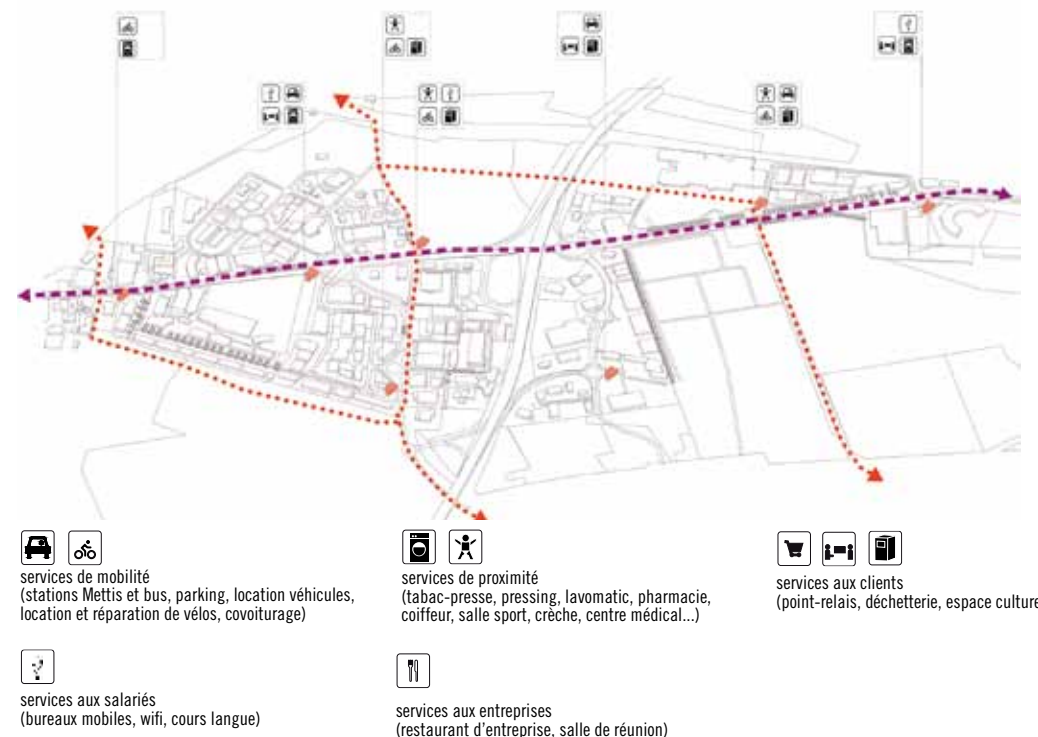 services de mobilité
(stations Mettis et bus, parking, location véhicules,
location et réparation de vélos, covoiturage)
services de proximité
(tabac-presse, pressing, lavomatic, pharmacie,
coiffeur, salle sport, crèche, centre médical...)
services aux clients
(point-relais, déchetterie, espace culture
services aux salariés
(bureaux mobiles, wifi, cours langue)
services aux entreprises
(restaurant d'entreprise, salle de réunion)